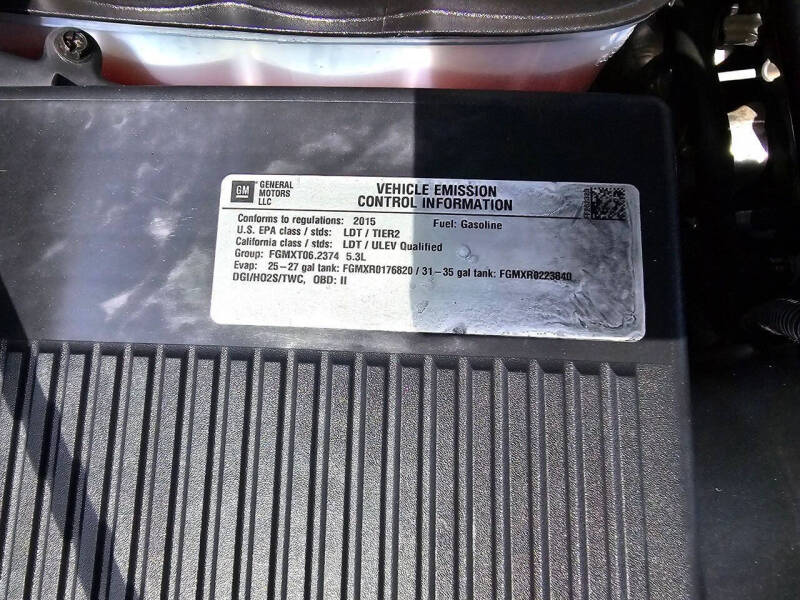 GM GENERAL MOTORS LLC
VEHICLE EMISSION
CONTROL INFORMATION
Conforms to regulations: 2015 Fuel: Gasoline
U.S. EPA class / stds: LDT / TIER2
California class / stds: LDT / ULEV Qualified
Group: FGMXT06.2374 5.3L
Evap: 25-27 gal tank: FGMXR0176820 / 31-35 gal tank: FGMXR0223840
DGI/HO2S/TWC, OBD: II